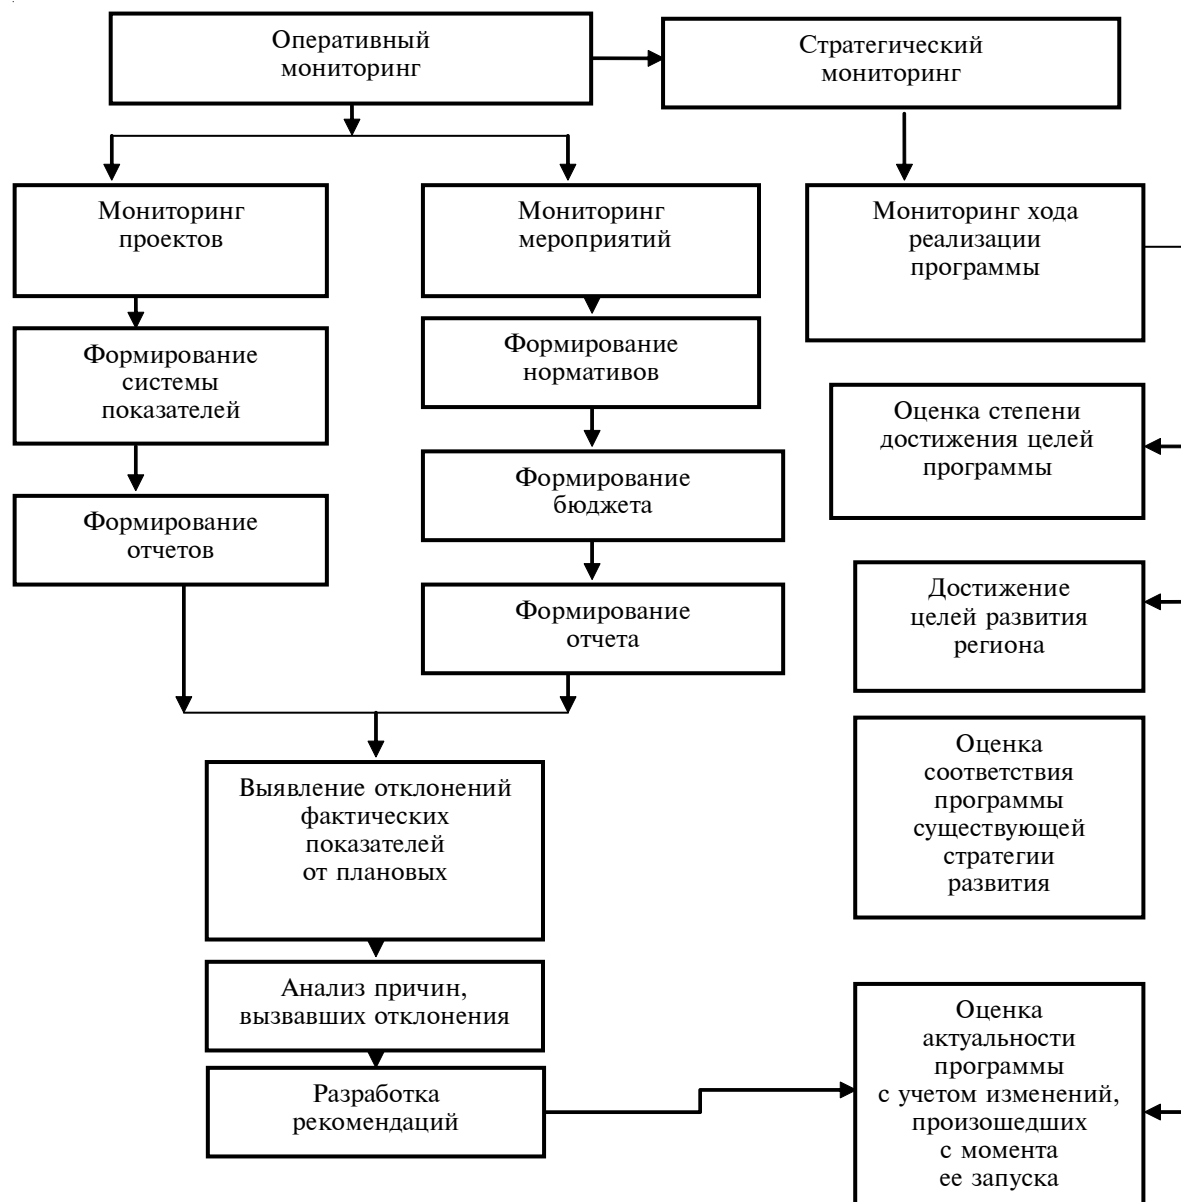 Оперативный
мониторинг
Стратегический
мониторинг
Мониторинг
проектов
Мониторинг
мероприятий
Мониторинг хода
реализации
программы
Формирование
системы
показателей
Формирование
нормативов
Оценка степени
достижения целей
программы
Формирование
бюджета
Формирование
отчетов
Достижение
целей развития
региона
Формирование
отчета
Оценка
соответствия
программы
существующей
стратегии
развития
Выявление отклонений
фактических
показателей
от плановых
Анализ причин,
вызвавших отклонения
Оценка
актуальности
программы
с учетом изменений,
произошедших
с момента
ее запуска
Разработка
рекомендаций